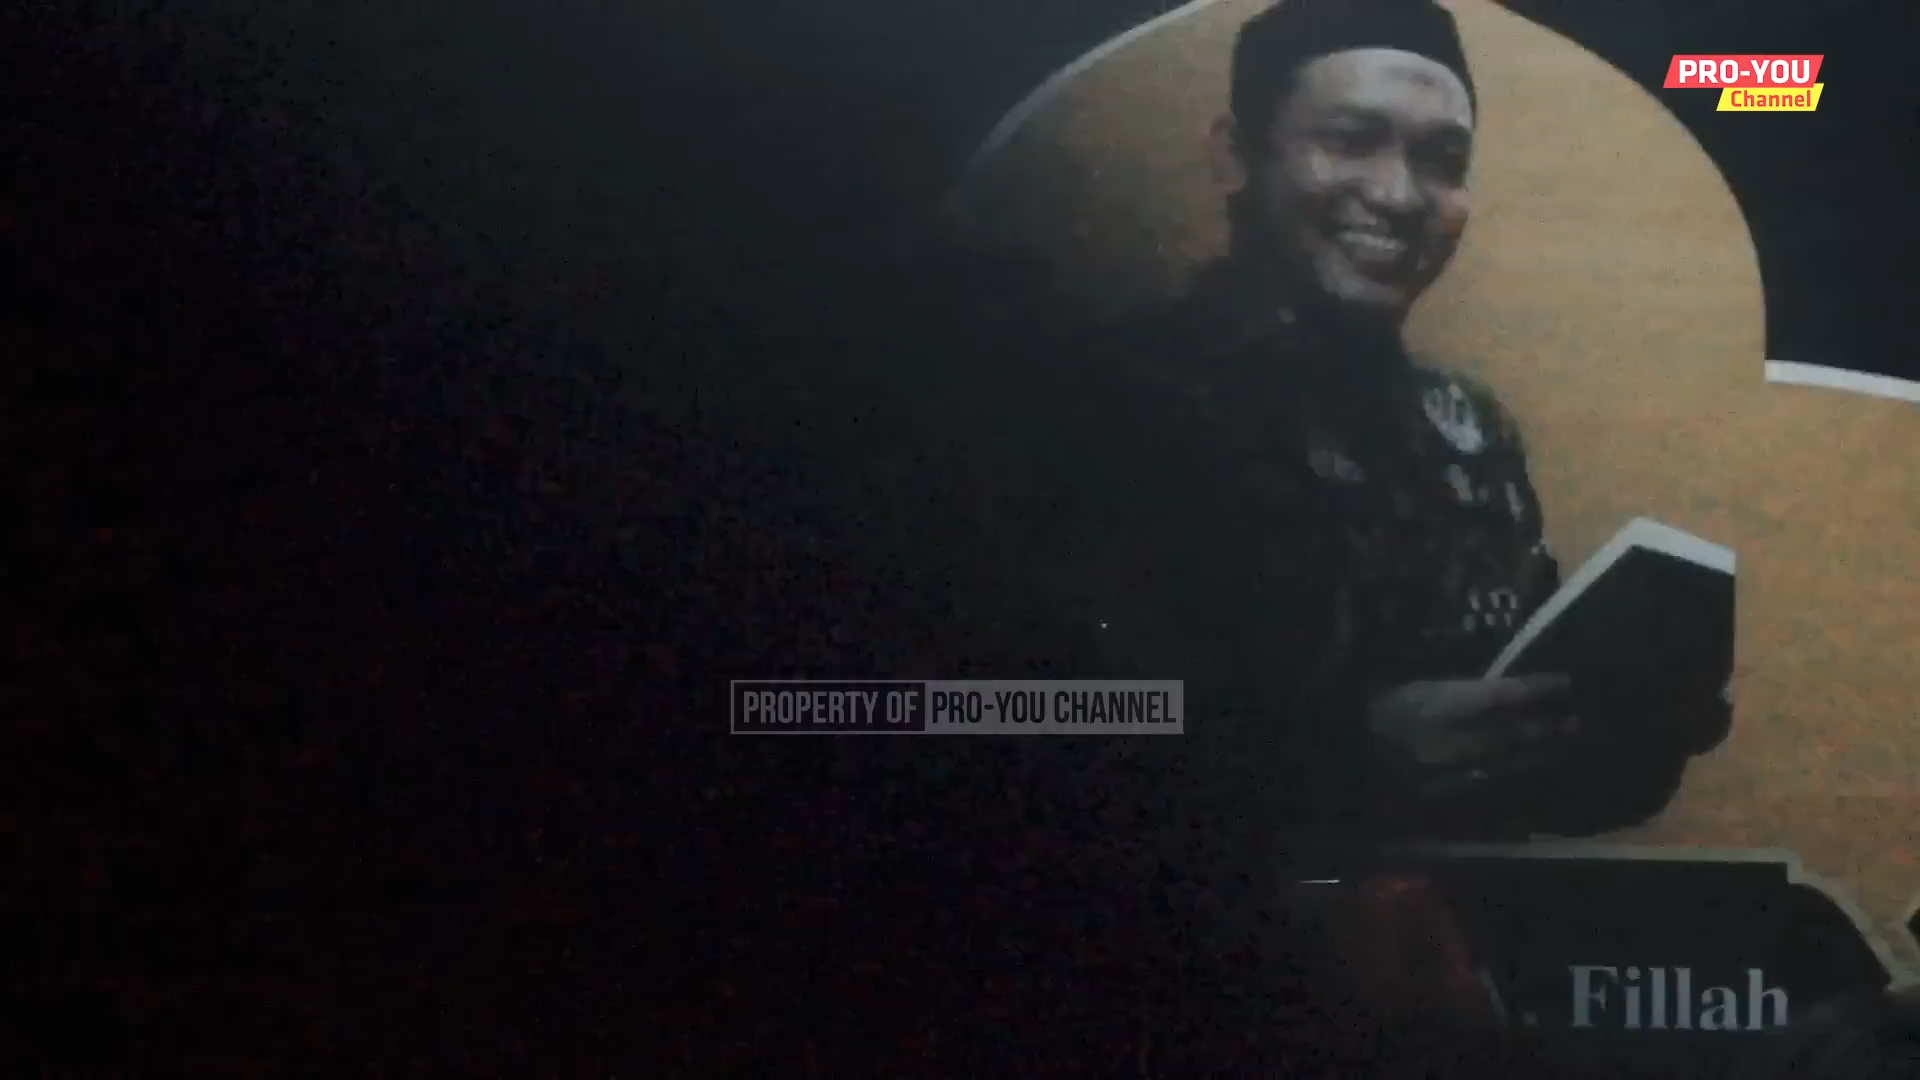 PRO-YOU
Channel
PROPERTY OF PRO-YOU CHANNEL
Fillah